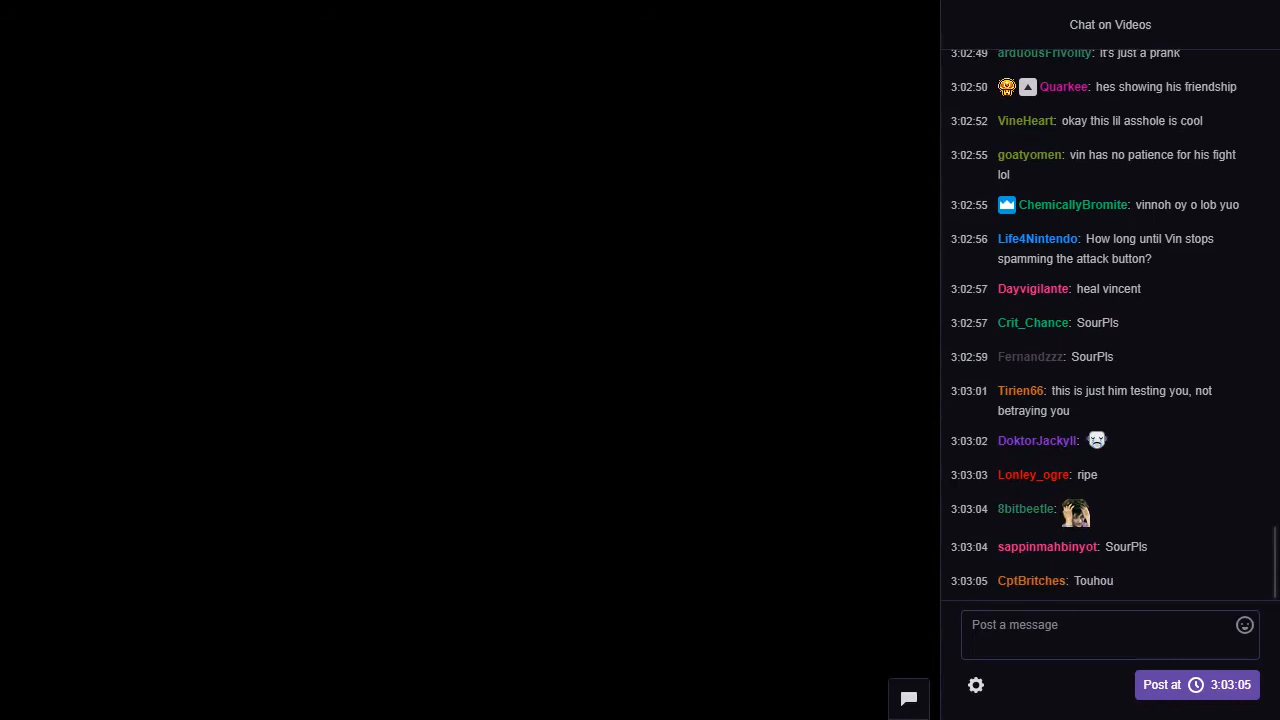 Chat on Videos
3:02:49 arduousFrivolity: it's just a prank
3:02:50 Quarkee: hes showing his friendship
3:02:52 VineHeart: okay this lil asshole is cool
3:02:55 goatyomen: vin has no patience for his fight
lol
3:02:55 ChemicallyBromite: vinnoh oy o lob yuo
3:02:56 Life4Nintendo: How long until Vin stops
spamming the attack button?
3:02:57 Dayvigilante: heal vincent
3:02:57 Crit_Chance: SourPls
3:02:59 Fernandzzz: SourPls
3:03:01 Tirien66: this is just him testing you, not
betraying you
3:03:02 DoktorJackyll:
3:03:03 Lonley_ogre: ripe
3:03:04 8bitbeetle:
3:03:04 sappinmahbinyot: SourPls
3:03:05 CptBritches: Touhou
Post a message
Post at 3:03:05